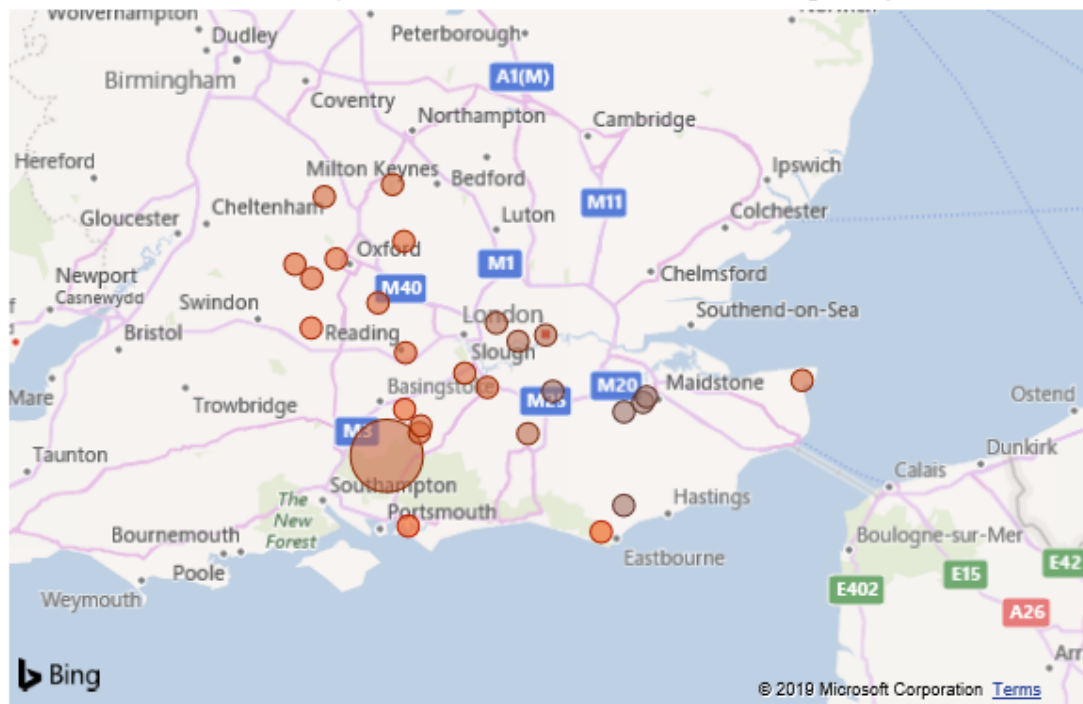 Wolverhampton
Dudley
Peterborough
Birmingham
A1(M)
Coventry
Northampton
Cambridge
Hereford
Milton Keynes
Bedford
Ipswich
Cheltenham
Gloucester
Luton
M11
Colchester
Oxford
M1
Newport
Casnewydd
M40
Chelmsford
Swindon
London
Southend-on-Sea
Bristol
Reading
Slough
Mare
Basingstoke
M20
Maidstone
Trowbridge
M25
Ostend
M3
Taunton
Dunkirk
Calais
Southampton
The
New
Forest
Portsmouth
Hastings
Bournemouth
Eastbourne
Boulogne-sur-Mer
Poole
E15
E42
Weymouth
E402
A26
Arr
Bing
© 2019 Microsoft Corporation Terms